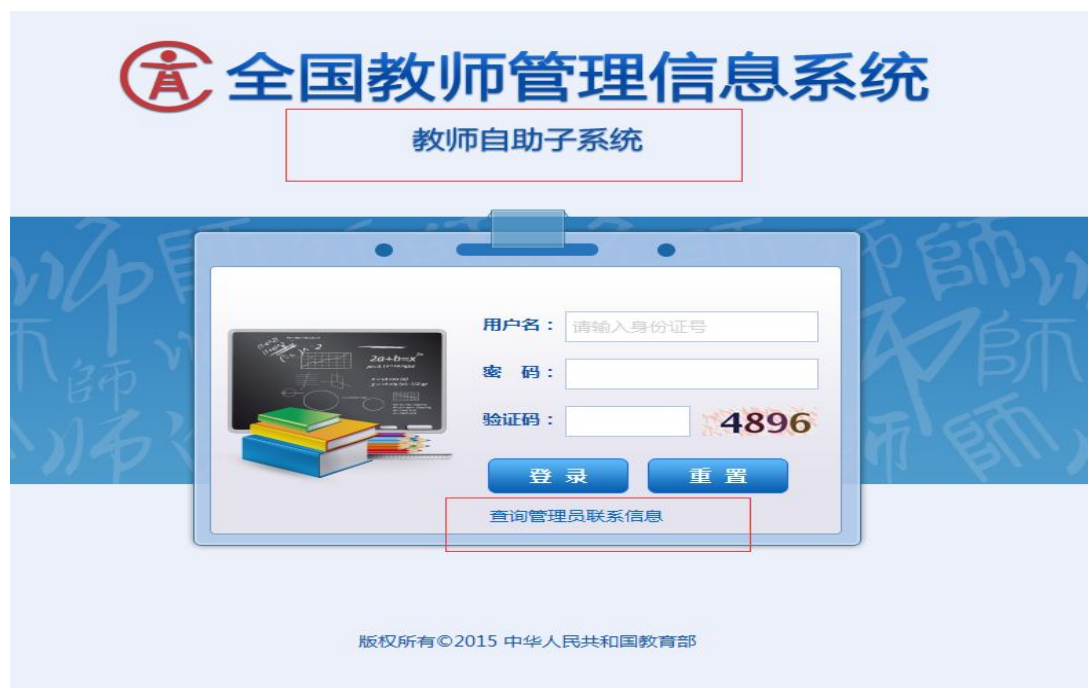 全国教师管理信息系统
教师自助子系统
用户名： 请输入身份证号
密 码：
验证码： 4896
登 录 重 置
查询管理员联系信息
版权所有©2015 中华人民共和国教育部